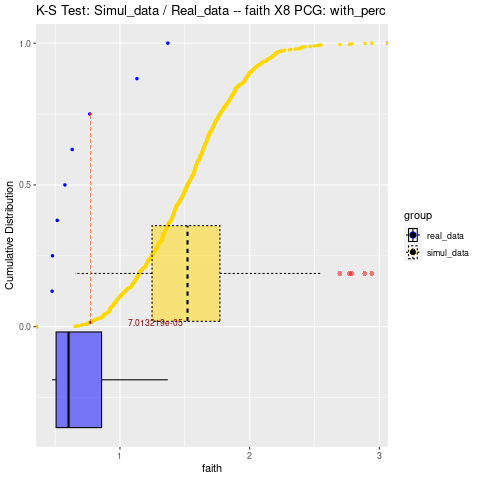 K-S Test: Simul_data / Real_data -- faith X8 PCG: with_perc
Cumulative Distribution
1.0
0.5
0.0
7.013219e-05
1
2
3
faith
group
real_data
simul_data